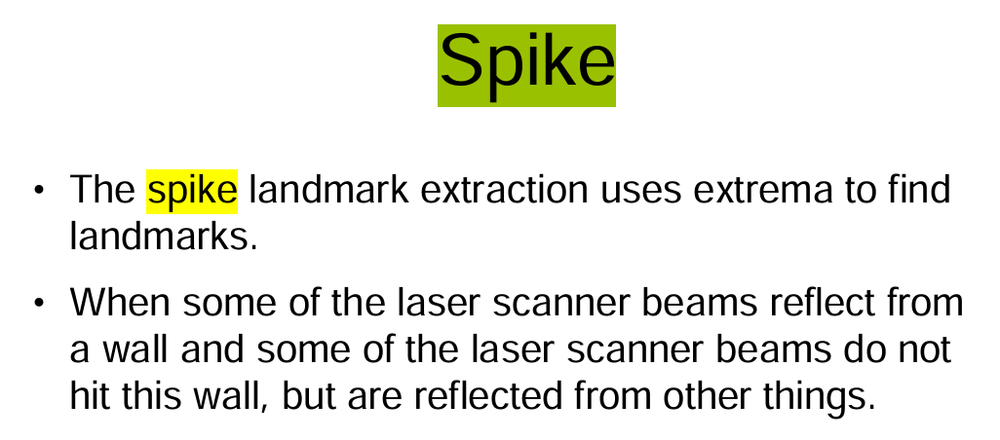 Spike
• The spike landmark extraction uses extrema to find
landmarks.
• When some of the laser scanner beams reflect from
a wall and some of the laser scanner beams do not
hit this wall, but are reflected from other things.